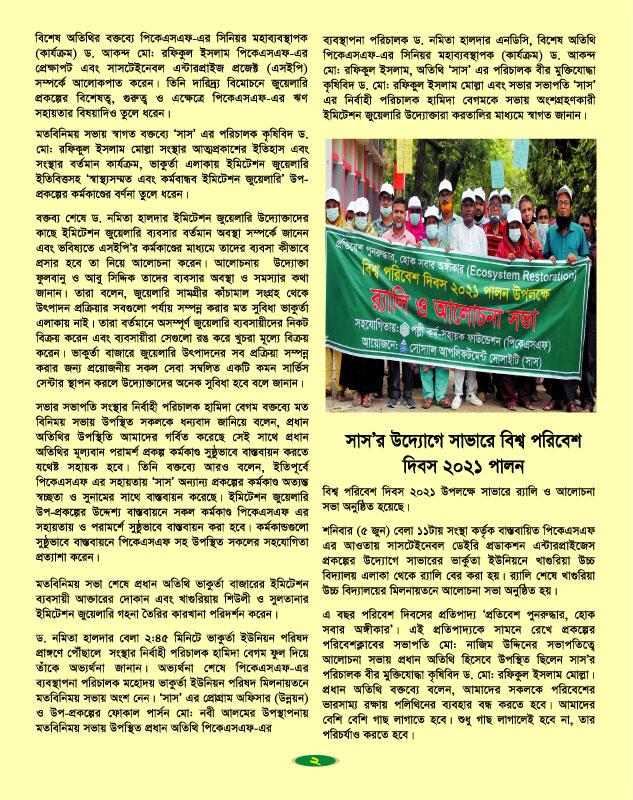 বিশেষ অতিথির বক্তব্যে পিকেএসএফ-এর সিনিয়র মহাব্যবস্থাপক
(কার্যক্রম) ড. আকন্দ মো: রফিকুল ইসলাম পিকেএসএফ-এর
প্রেক্ষাপট এবং সাসটেইনেবল এন্টারপ্রাইজ প্রজেক্ট (এসইপি)
সম্পর্কে আলোকপাত করেন। তিনি দারিদ্র্য বিমোচনে জুয়েলারি
প্রকল্পের বিশেষত্ব, গুরুত্ব ও এক্ষেত্রে পিকেএসএফ-এর ঋণ
সহায়তার বিষয়াদিও তুলে ধরেন।
মতবিনিময় সভায় স্বাগত বক্তব্যে ‘সাস’ এর পরিচালক কৃষিবিদ ড.
মো: রফিকুল ইসলাম মোল্লা সংস্থার আত্মপ্রকাশের ইতিহাস এবং
সংস্থার বর্তমান কার্যক্রম, ভাকুর্তা এলাকায় ইমিটেশন জুয়েলারি
ইতিবিত্তসহ ‘স্বাস্থ্যসম্মত এবং কর্মবান্ধব ইমিটেশন জুয়েলারি’ উপ-
প্রকল্পের কর্মকাণ্ডের বর্ণনা তুলে ধরেন।
বক্তব্য শেষে ড. নমিতা হালদার ইমিটেশন জুয়েলারি উদ্যোক্তাদের
কাছে ইমিটেশন জুয়েলারি ব্যবসার বর্তমান অবস্থা সম্পর্কে জানেন
এবং ভবিষ্যতে এসইপি’র কর্মকাণ্ডের মাধ্যমে তাদের ব্যবসা কীভাবে
প্রসার হবে তা নিয়ে আলোচনা করেন। আলোচনায় উদ্যোক্তা
ফুলবানু ও আবু সিদ্দিক তাদের ব্যবসার অবস্থা ও সমস্যার কথা
জানান। তারা বলেন, জুয়েলারি সামগ্রীর কাঁচামাল সংগ্রহ থেকে
উৎপাদন প্রক্রিয়ার সবগুলো পর্যায় সম্পন্ন করার মত সুবিধা ভাকুর্তা
এলাকায় নাই। তারা বর্তমানে অসম্পূর্ণ জুয়েলারি ব্যবসায়ীদের নিকট
বিক্রয় করেন এবং ব্যবসায়ীরা সেগুলো রঙ করে খুচরা মূল্যে বিক্রয়
করেন। ভাকুর্তা বাজারে জুয়েলারি উৎপাদনের সব প্রক্রিয়া সম্পন্ন
করার জন্য প্রয়োজনীয় সকল সেবা সম্বলিত একটি কমন সার্ভিস
সেন্টার স্থাপন করলে উদ্যোক্তাদের অনেক সুবিধা হবে বলে জানান।
সভার সভাপতি সংস্থার নির্বাহী পরিচালক হামিদা বেগম বক্তব্যে মত
বিনিময় সভায় উপস্থিত সকলকে ধন্যবাদ জানিয়ে বলেন, প্রধান
অতিথির উপস্থিতি আমাদের গর্বিত করেছে সেই সাথে প্রধান
অতিথির মূল্যবান পরামর্শ প্রকল্প কর্মকাণ্ড সুষ্ঠুভাবে বাস্তবায়ন করতে
যথেষ্ট সহায়ক হবে। তিনি বক্তব্যে আরও বলেন, ইতিপূর্বে
পিকেএসএফ এর সহায়তায় ‘সাস’ অন্যান্য প্রকল্পের কর্মকাণ্ড অত্যন্ত
স্বচ্ছতা ও সুনামের সাথে বাস্তবায়ন করেছে। ইমিটেশন জুয়েলারি
উপ-প্রকল্পের উদ্দেশ্য বাস্তবায়নে সকল কর্মকাণ্ড পিকেএসএফ এর
সহায়তায় ও পরামর্শে সুষ্ঠুভাবে বাস্তবায়ন করা হবে। কর্মকান্ডগুলো
সুষ্ঠুভাবে বাস্তবায়নে পিকেএসএফ সহ উপস্থিত সকলের সহযোগিতা
প্রত্যাশা করেন।
মতবিনিময় সভা শেষে প্রধান অতিথি ভাকুর্তা বাজারের ইমিটেশন
ব্যবসায়ী আক্তারের দোকান এবং খাগুরিয়ায় শিউলী ও সুলতানার
ইমিটেশন জুয়েলারি গহনা তৈরির কারখানা পরিদর্শন করেন।
ড. নমিতা হালদার বেলা ২:৪৫ মিনিটে ভাকুর্তা ইউনিয়ন পরিষদ
প্রাঙ্গণে পৌঁছালে সংস্থার নির্বাহী পরিচালক হামিদা বেগম ফুল দিয়ে
তাঁকে অভ্যর্থনা জানান। অভ্যর্থনা শেষে পিকেএসএফ-এর
ব্যবস্থাপনা পরিচালক মহোদয় ভাকুর্তা ইউনিয়ন পরিষদ মিলনায়তনে
মতবিনিময় সভায় অংশ নেন। ‘সাস’ এর প্রোগ্রাম অফিসার (উন্নয়ন)
ও উপ-প্রকল্পের ফোকাল পার্সন মো: নবী আলমের উপস্থাপনায়
মতবিনিময় সভায় উপস্থিত প্রধান অতিথি পিকেএসএফ-এর
ব্যবস্থাপনা পরিচালক ড. নমিতা হালদার এনডিসি, বিশেষ অতিথি
পিকেএসএফ-এর সিনিয়র মহাব্যবস্থাপক (কার্যক্রম) ড. আকন্দ
মো: রফিকুল ইসলাম, অতিথি ‘সাস’ এর পরিচালক বীর মুক্তিযোদ্ধা
কৃষিবিদ ড. মো: রফিকুল ইসলাম মোল্লা এবং সভার সভাপতি ‘সাস’
এর নির্বাহী পরিচালক হামিদা বেগমকে সভায় অংশগ্রহণকারী
ইমিটেশন জুয়েলারি উদ্যোক্তারা করতালির মাধ্যমে স্বাগত জানান।
প্রতিবেশ পুনরুদ্ধার, হোক সবার অঙ্গীকার (Ecosystem Restoration)
বিশ্ব পরিবেশ দিবস ২০২১ পালন উপলক্ষে
র‍্যালি ও আলোচনা সভা
সহযোগিতায়: পল্লী কর্ম-সহায়ক ফাউন্ডেশন (পিকেএসএফ)
আয়োজনে: সোস্যাল আপলিফটমেন্ট সোসাইটি (সাস)
সাস’র উদ্যোগে সাভারে বিশ্ব পরিবেশ
দিবস ২০২১ পালন
বিশ্ব পরিবেশ দিবস ২০২১ উপলক্ষে সাভারে র‍্যালি ও আলোচনা
সভা অনুষ্ঠিত হয়েছে।
শনিবার (৫ জুন) বেলা ১১টায় সংস্থা কর্তৃক বাস্তবায়িত পিকেএসএফ
এর আওতায় সাসটেইনেবল ডেইরি প্রডাকশন এন্টারপ্রাইজেস
প্রকল্পের উদ্যোগে সাভারের ভার্কুতা ইউনিয়নে খাগুরিয়া উচ্চ
বিদ্যালয় এলাকা থেকে র‍্যালি বের করা হয়। র‍্যালি শেষে খাগুরিয়া
উচ্চ বিদ্যালয়ের মিলনায়তনে আলোচনা সভা অনুষ্ঠিত হয়।
এ বছর পরিবেশ দিবসের প্রতিপাদ্য ‘প্রতিবেশ পুনরুদ্ধার, হোক
সবার অঙ্গীকার’। এই প্রতিপাদ্যকে সামনে রেখে প্রকল্পের
পরিবেশক্লাবের সভাপতি মো: নাজিম উদ্দিনের সভাপতিত্বে
আলোচনা সভায় প্রধান অতিথি হিসেবে উপস্থিত ছিলেন সাস’র
পরিচালক বীর মুক্তিযোদ্ধা কৃষিবিদ ড. মো: রফিকুল ইসলাম মোল্লা।
প্রধান অতিথি বক্তব্যে বলেন, আমাদের সকলকে পরিবেশের
ভারসাম্য রক্ষায় পলিথিনের ব্যবহার বন্ধ করতে হবে। আমাদের
বেশি বেশি গাছ লাগাতে হবে। শুধু গাছ লাগালেই হবে না, তার
পরিচর্যাও করতে হবে।
২